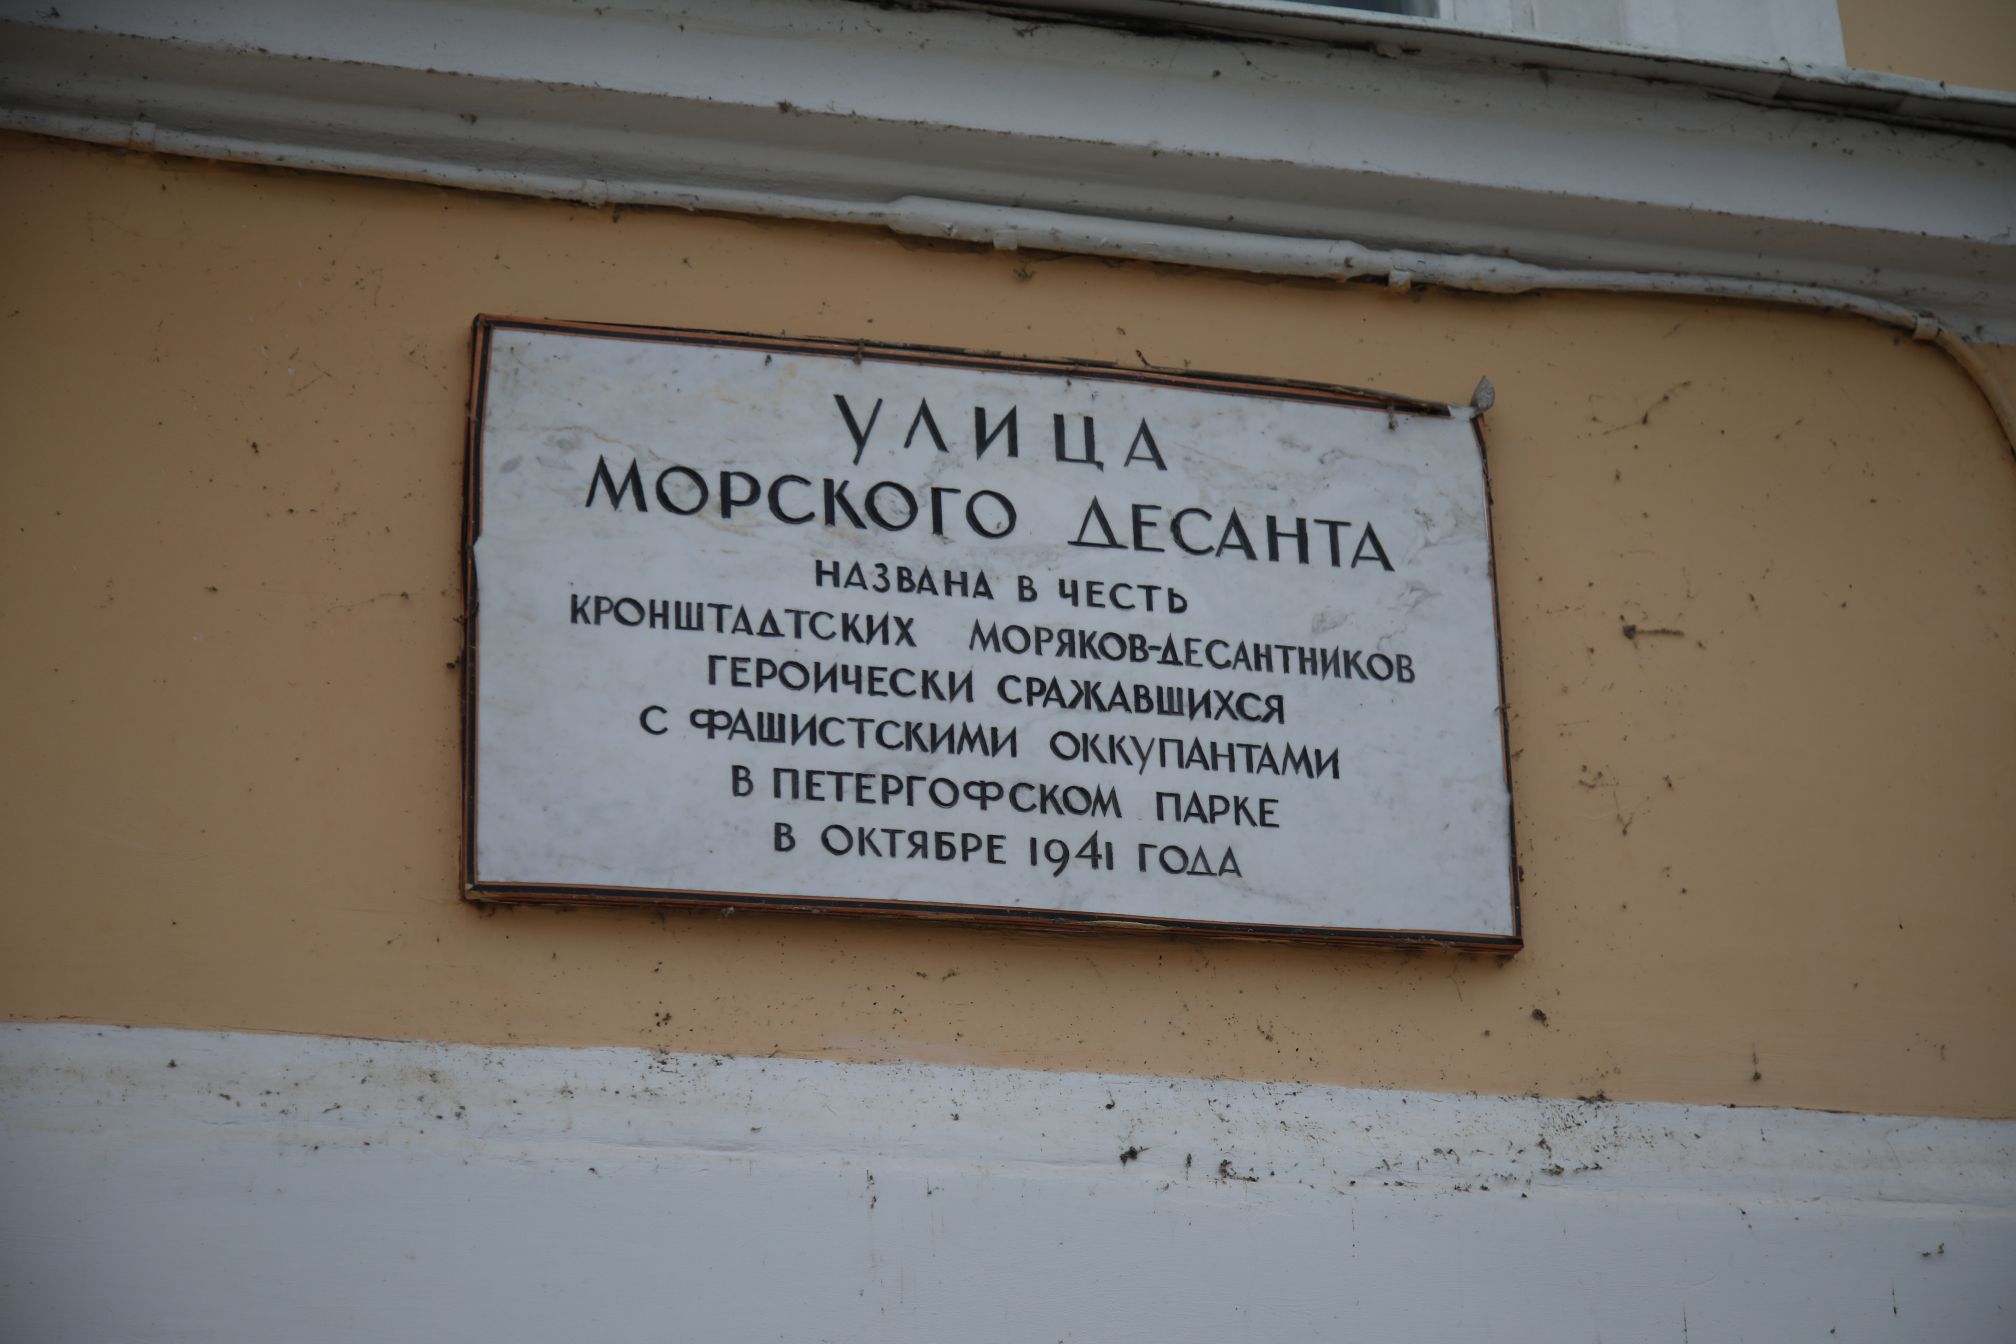 УЛИЦА
МОРСКОГО ДЕСАНТА
НАЗВАНА В ЧЕСТЬ
КРОНШТАДТСКИХ МОРЯКОВ-ДЕСАНТНИКОВ
ГЕРОИЧЕСКИ СРАЖАВШИХСЯ
С ФАШИСТСКИМИ ОККУПАНТАМИ
В ПЕТЕРГОФСКОМ ПАРКЕ
В ОКТЯБРЕ 1941 ГОДА